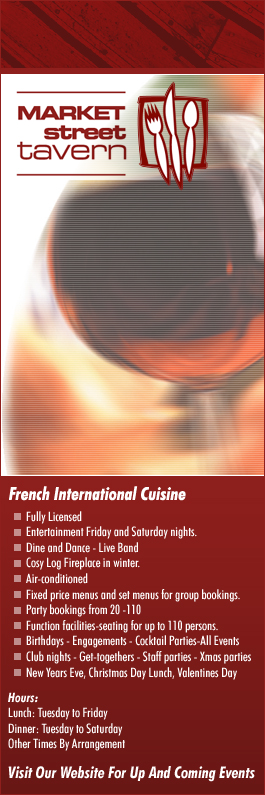 MARKET
street
tavern
French International Cuisine
Fully Licensed
Entertainment Friday and Saturday nights.
Dine and Dance - Live Band
Cosy Log Fireplace in winter.
Air-conditioned
Fixed price menus and set menus for group bookings.
Party bookings from 20 -110
Function facilities-seating for up to 110 persons.
Birthdays - Engagements - Cocktail Parties-All Events
Club nights - Get-togethers - Staff parties - Xmas parties
New Years Eve, Christmas Day Lunch, Valentines Day
Hours:
Lunch: Tuesday to Friday
Dinner: Tuesday to Saturday
Other Times By Arrangement
Visit Our Website For Up And Coming Events